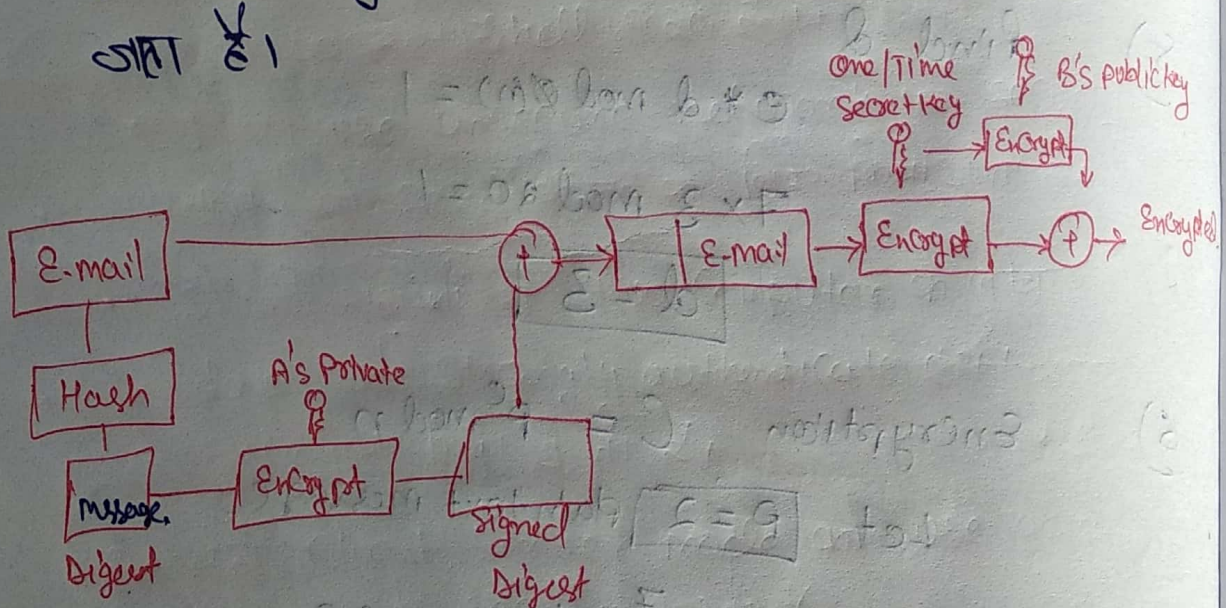 जाता है।
One/Time
Secret key
B's public key
Encrypt
E-mail
E-mail
Encrypt
Encrypted
Hash
A's Private
Encrypt
Message
Digest
Signed
Digest